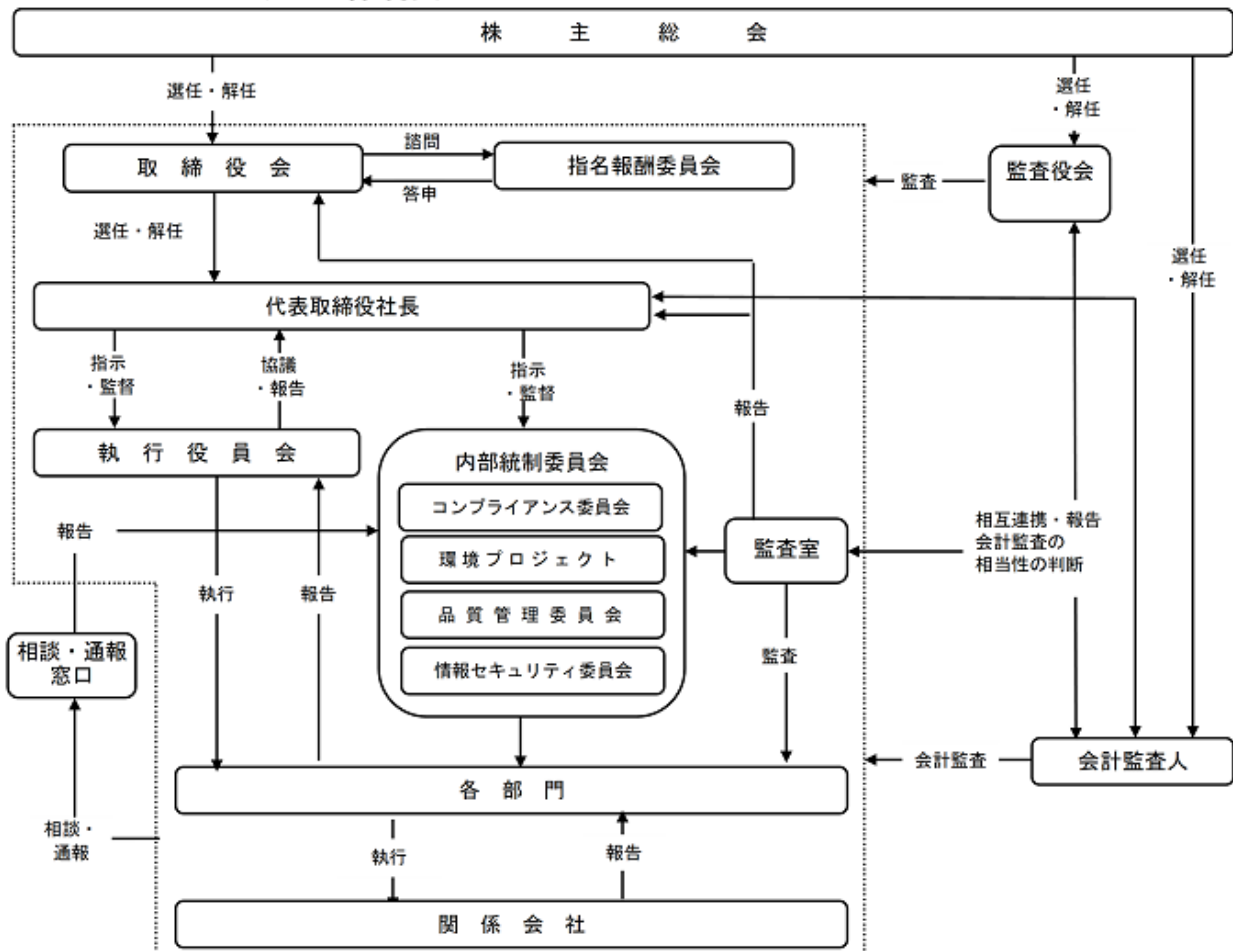 株主総会
選任・解任
選任
・解任
取締役会
諮問
答申
指名報酬委員会
監査
監査役会
選任・解任
選任
・解任
代表取締役社長
指示
・監督
協議
・報告
指示
・監督
報告
執行役員会
内部統制委員会
コンプライアンス委員会
環境プロジェクト
品質管理委員会
情報セキュリティ委員会
報告
監査室
相互連携・報告
会計監査の
相当性の判断
執行
報告
相談・通報
窓口
監査
会計監査
会計監査人
各部門
相談・
通報
執行
報告
関係会社